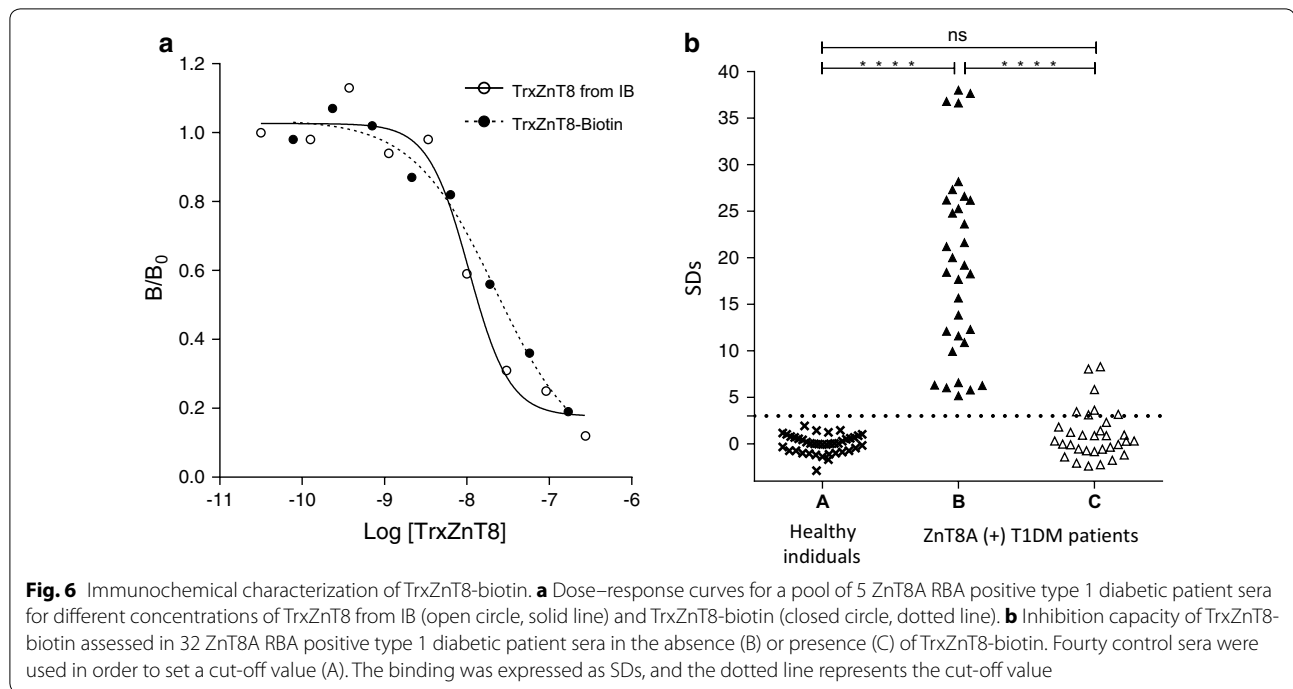 a
1.2
1.0
0.8
0.6
0.4
0.2
0.0
B/B0
-11
-10
-9
-8
-7
-6
Log [TrxZnT8]
TrxZnT8 from IB
TrxZnT8-Biotin
b
ns
* * * *
* * * *
40
35
30
25
20
15
10
5
0
SDs
A
B
C
Healthy
indiduals
ZnT8A (+) T1DM patients
Fig. 6 Immunochemical characterization of TrxZnT8-biotin. a Dose–response curves for a pool of 5 ZnT8A RBA positive type 1 diabetic patient sera
for different concentrations of TrxZnT8 from IB (open circle, solid line) and TrxZnT8-biotin (closed circle, dotted line). b Inhibition capacity of TrxZnT8-
biotin assessed in 32 ZnT8A RBA positive type 1 diabetic patient sera in the absence (B) or presence (C) of TrxZnT8-biotin. Fourty control sera were
used in order to set a cut-off value (A). The binding was expressed as SDs, and the dotted line represents the cut-off value